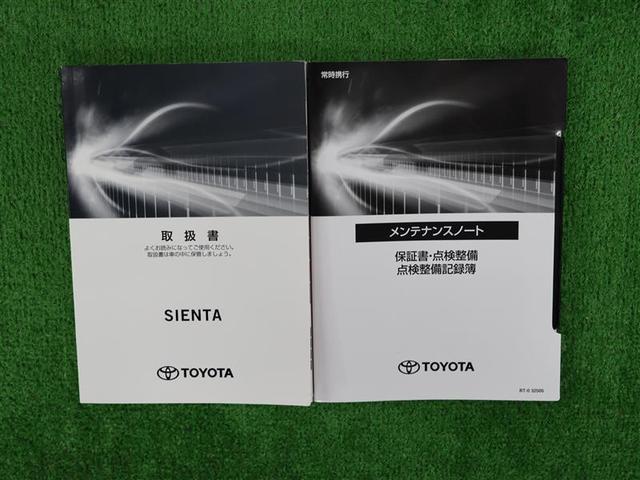 取扱書
よくお読みになってご使用ください。
取扱書は車の中に保管しましょう。
SIENTA
TOYOTA
常時携行
メンテナンスノート
保証書・点検整備
点検整備記録簿
TOYOTA